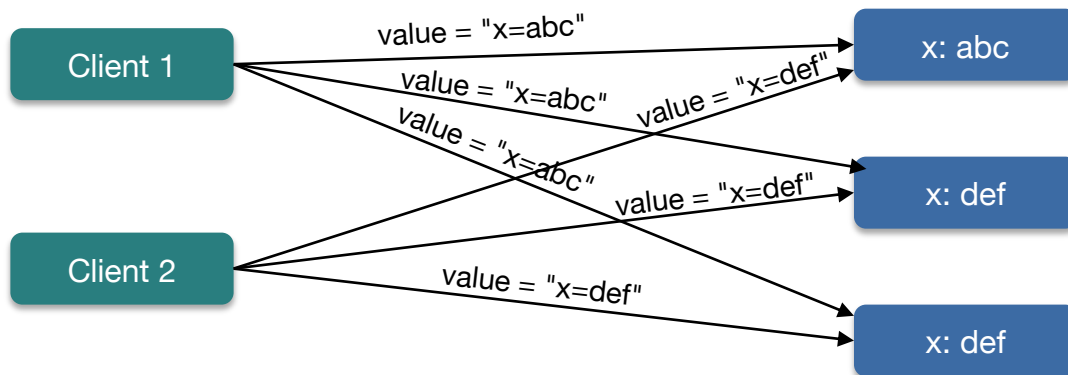 value = "x=abc"
Client 1
x: abc
value = "x=def"
value = "x=abc"
value = "x=abc"
x: def
value = "x=def"
Client 2
value = "x=def"
x: def